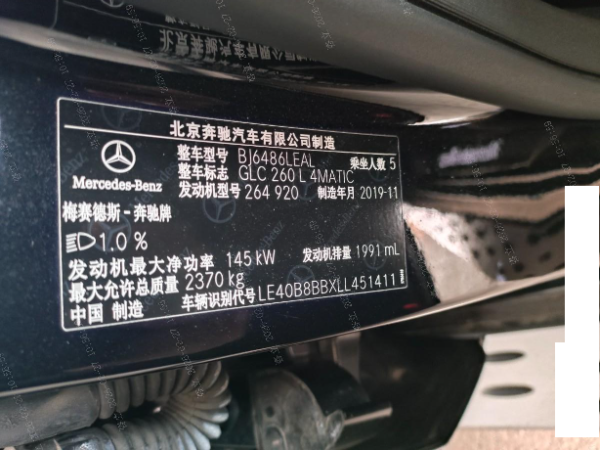 北京奔驰汽车有限公司制造
整车型号 BJ6486LEAL 乘坐人数 5
整车标志 GLC 260 L 4MATIC
发动机型号 264 920 制造年月 2019-11
Mercedes-Benz
梅赛德斯-奔驰牌
1.0 %
发动机最大净功率 145 kW 发动机排量 1991 mL
最大允许总质量 2370 kg
中国 制造 车辆识别代号 LE40B8BBXLL451411